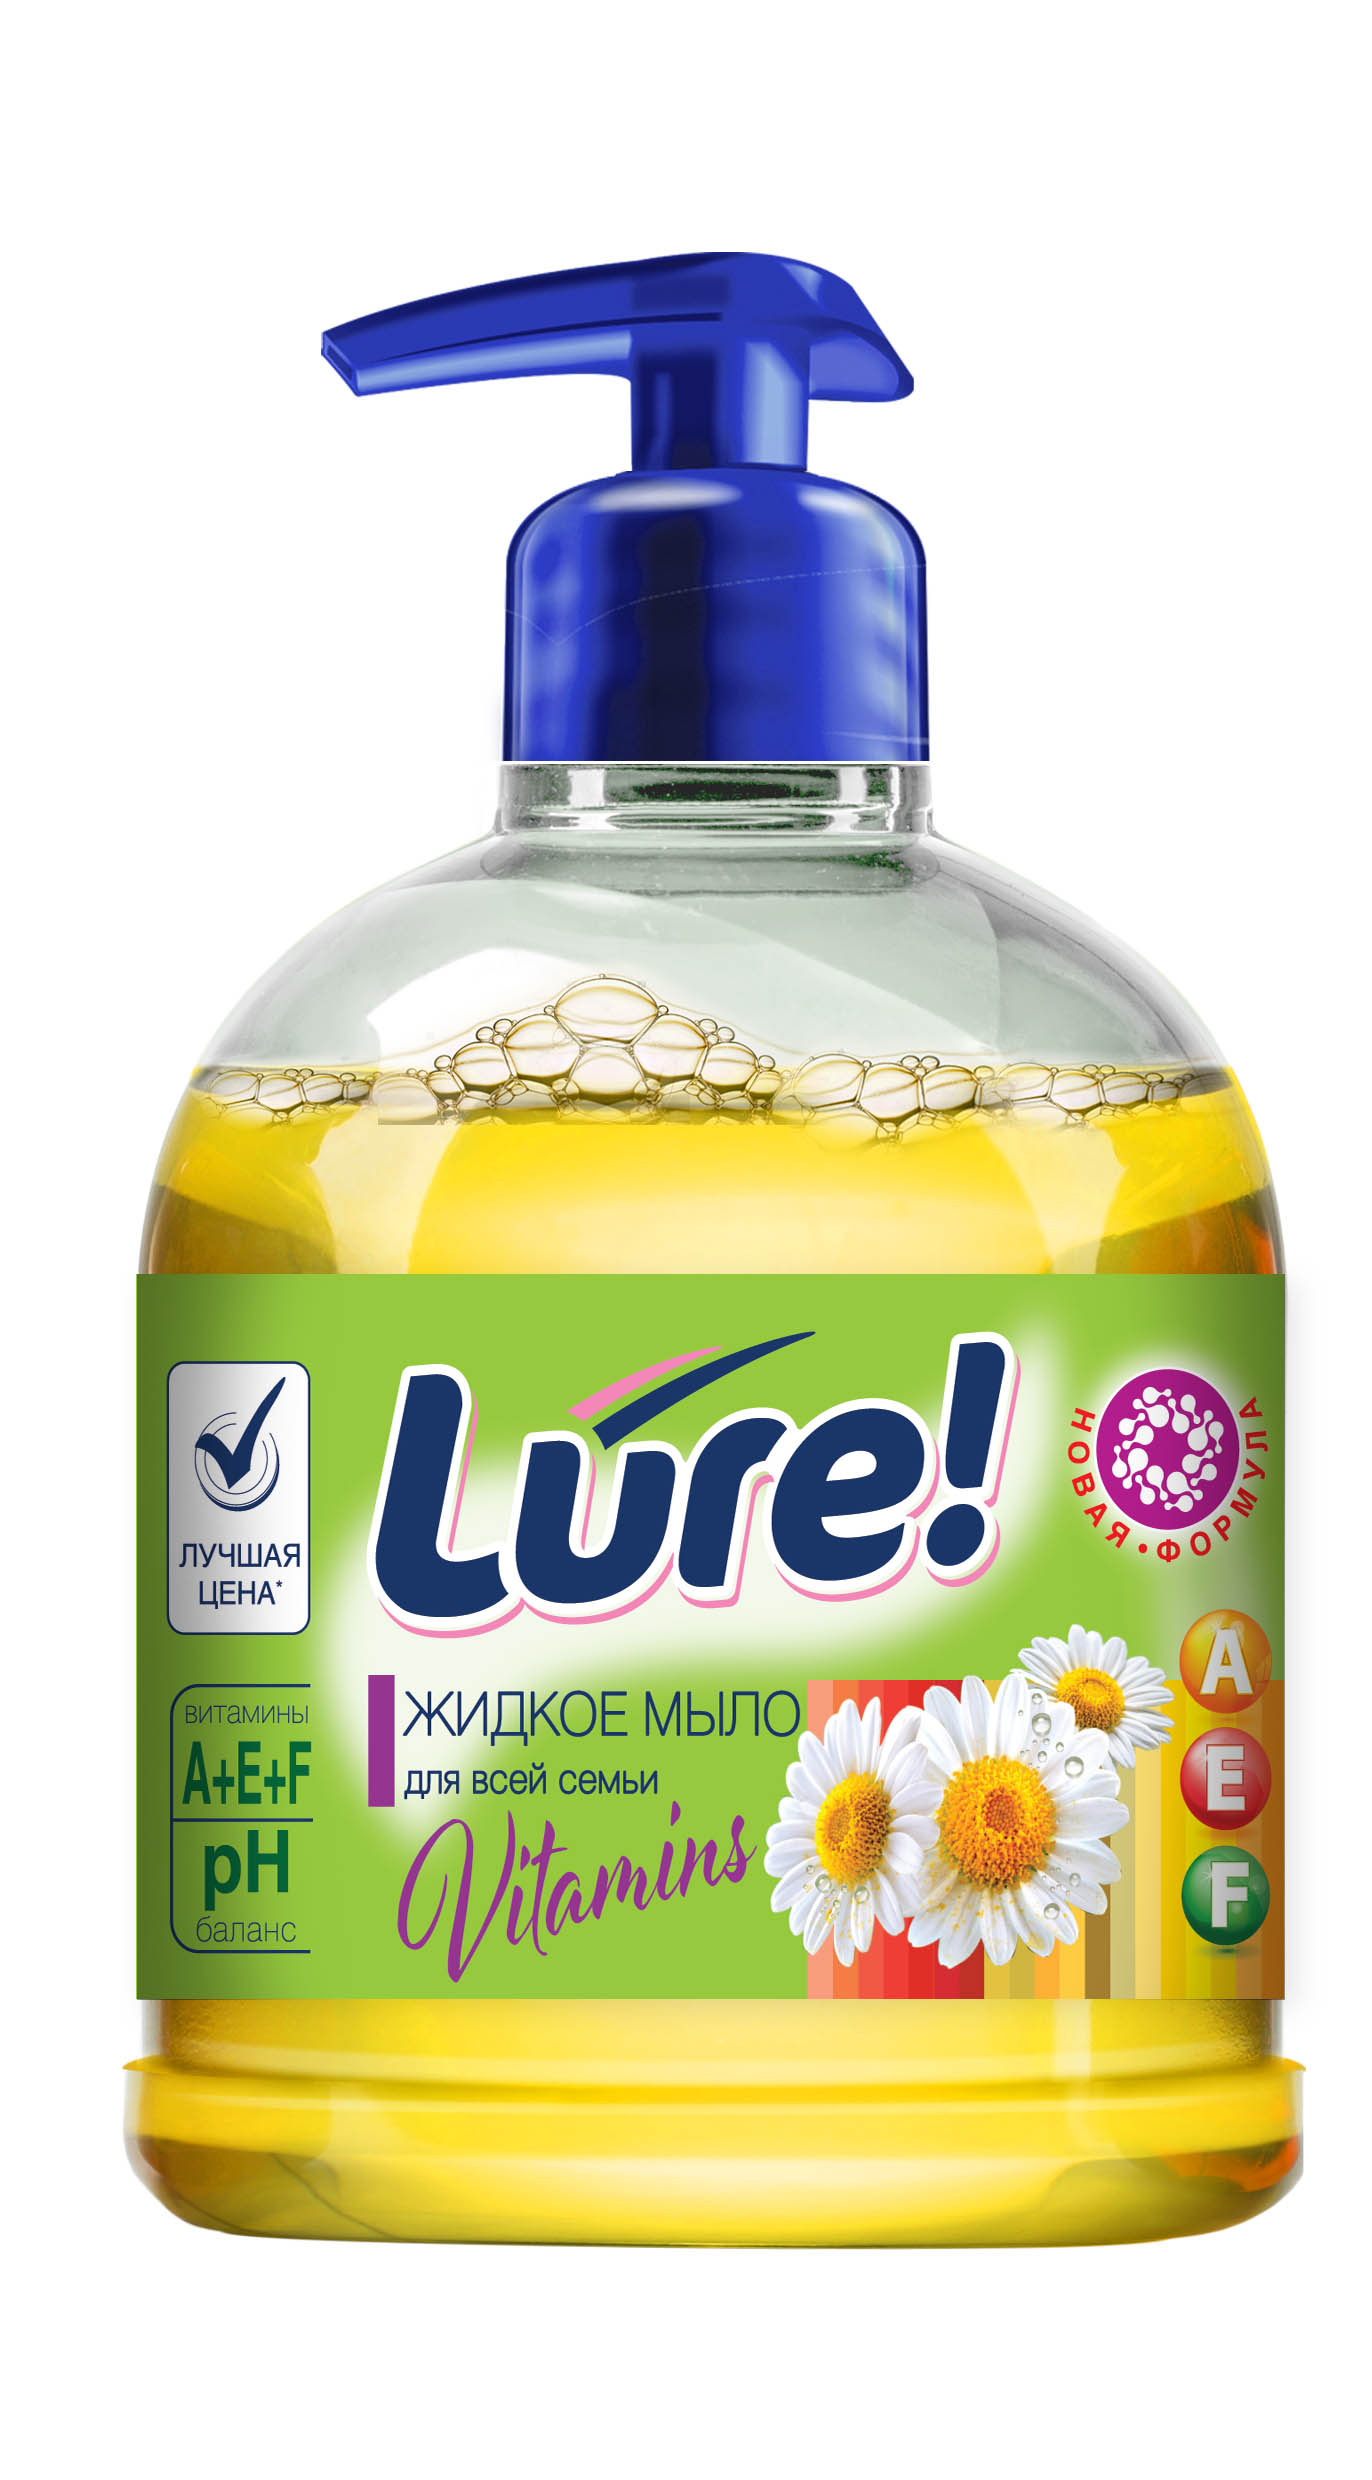 Lure!
НОВАЯ • ФОРМУЛА
ЛУЧШАЯ
ЦЕНА*
витамины
A+E+F
pH
баланс
ЖИДКОЕ МЫЛО
для всей семьи
Vitamins
A
E
F